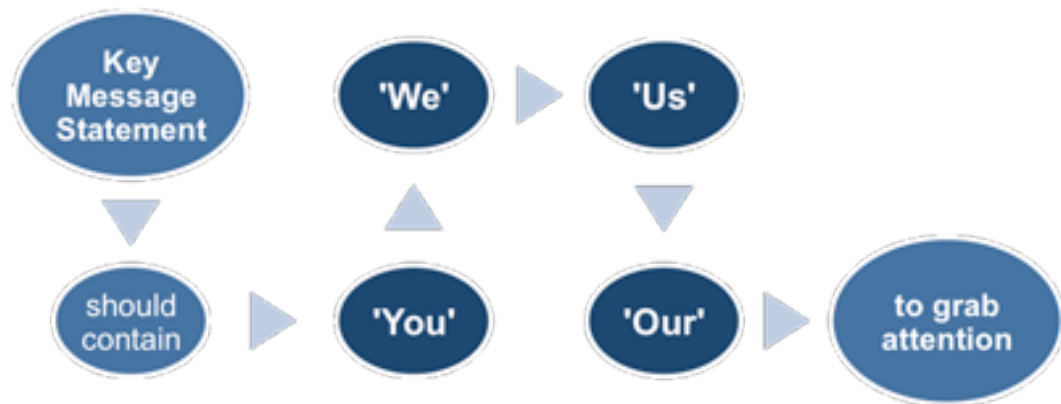 Key
Message
Statement
should
contain
'You'
'We'
'Us'
'Our'
to grab
attention